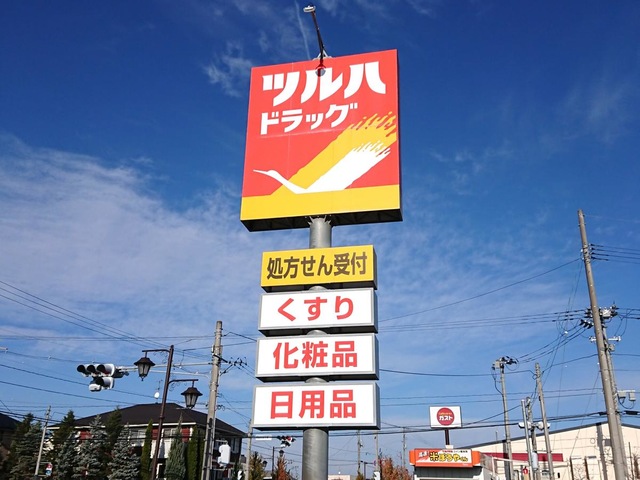 ツルハ
ドラッグ
処方せん受付
くすり
化粧品
日用品
ガスト